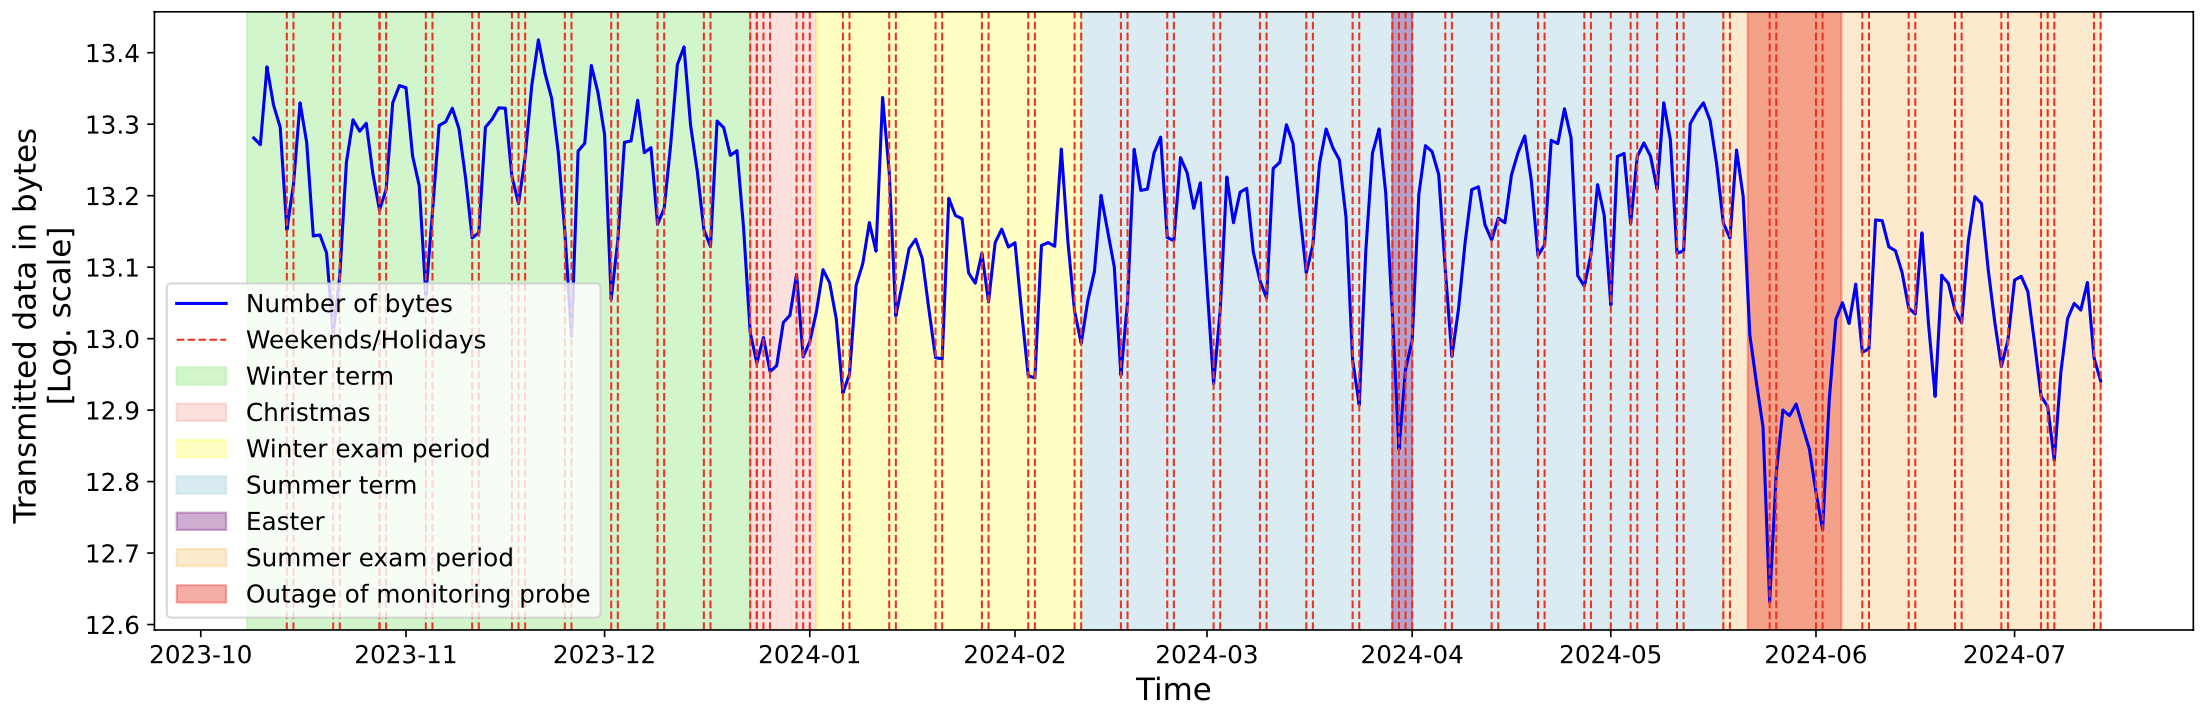 Transmitted data in bytes
[Log. scale]
13.4
13.3
13.2
13.1
13.0
12.9
12.8
12.7
12.6
Number of bytes
Weekends/Holidays
Winter term
Christmas
Winter exam period
Summer term
Easter
Summer exam period
Outage of monitoring probe
2023-10 2023-11 2023-12 2024-01 2024-02 2024-03 2024-04 2024-05 2024-06 2024-07
Time